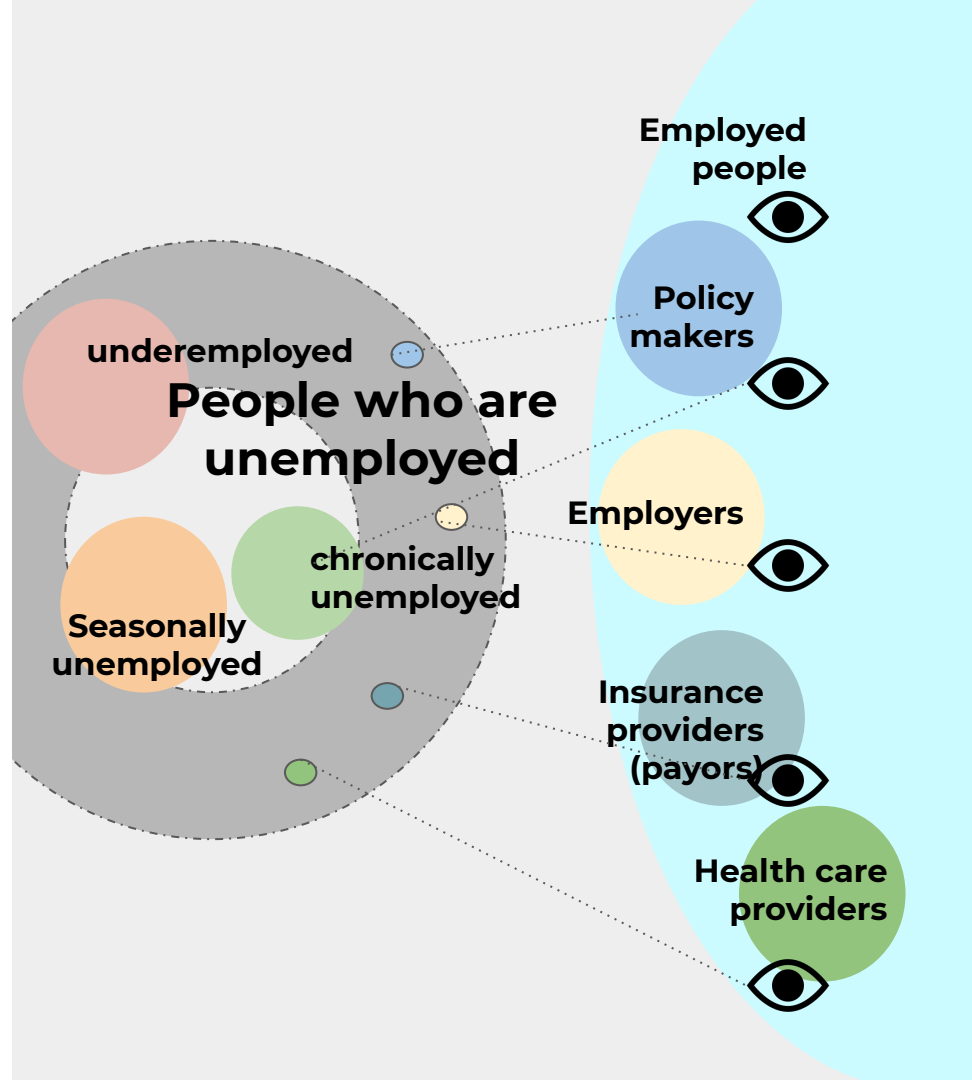 Employed
people
Policy
makers
underemployed
People who are
unemployed
Employers
chronically
unemployed
Seasonally
unemployed
Insurance
providers
(payors)
Health care
providers